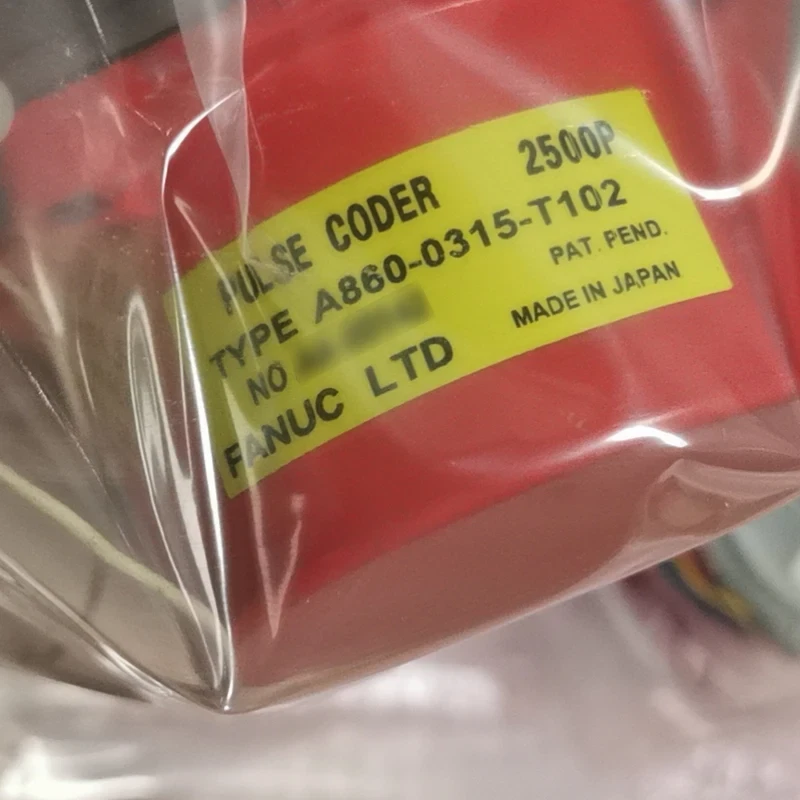 PULSE CODER 2500P
TYPE A860-0315-T102
NO PAT. PEND.
FANUC LTD MADE IN JAPAN